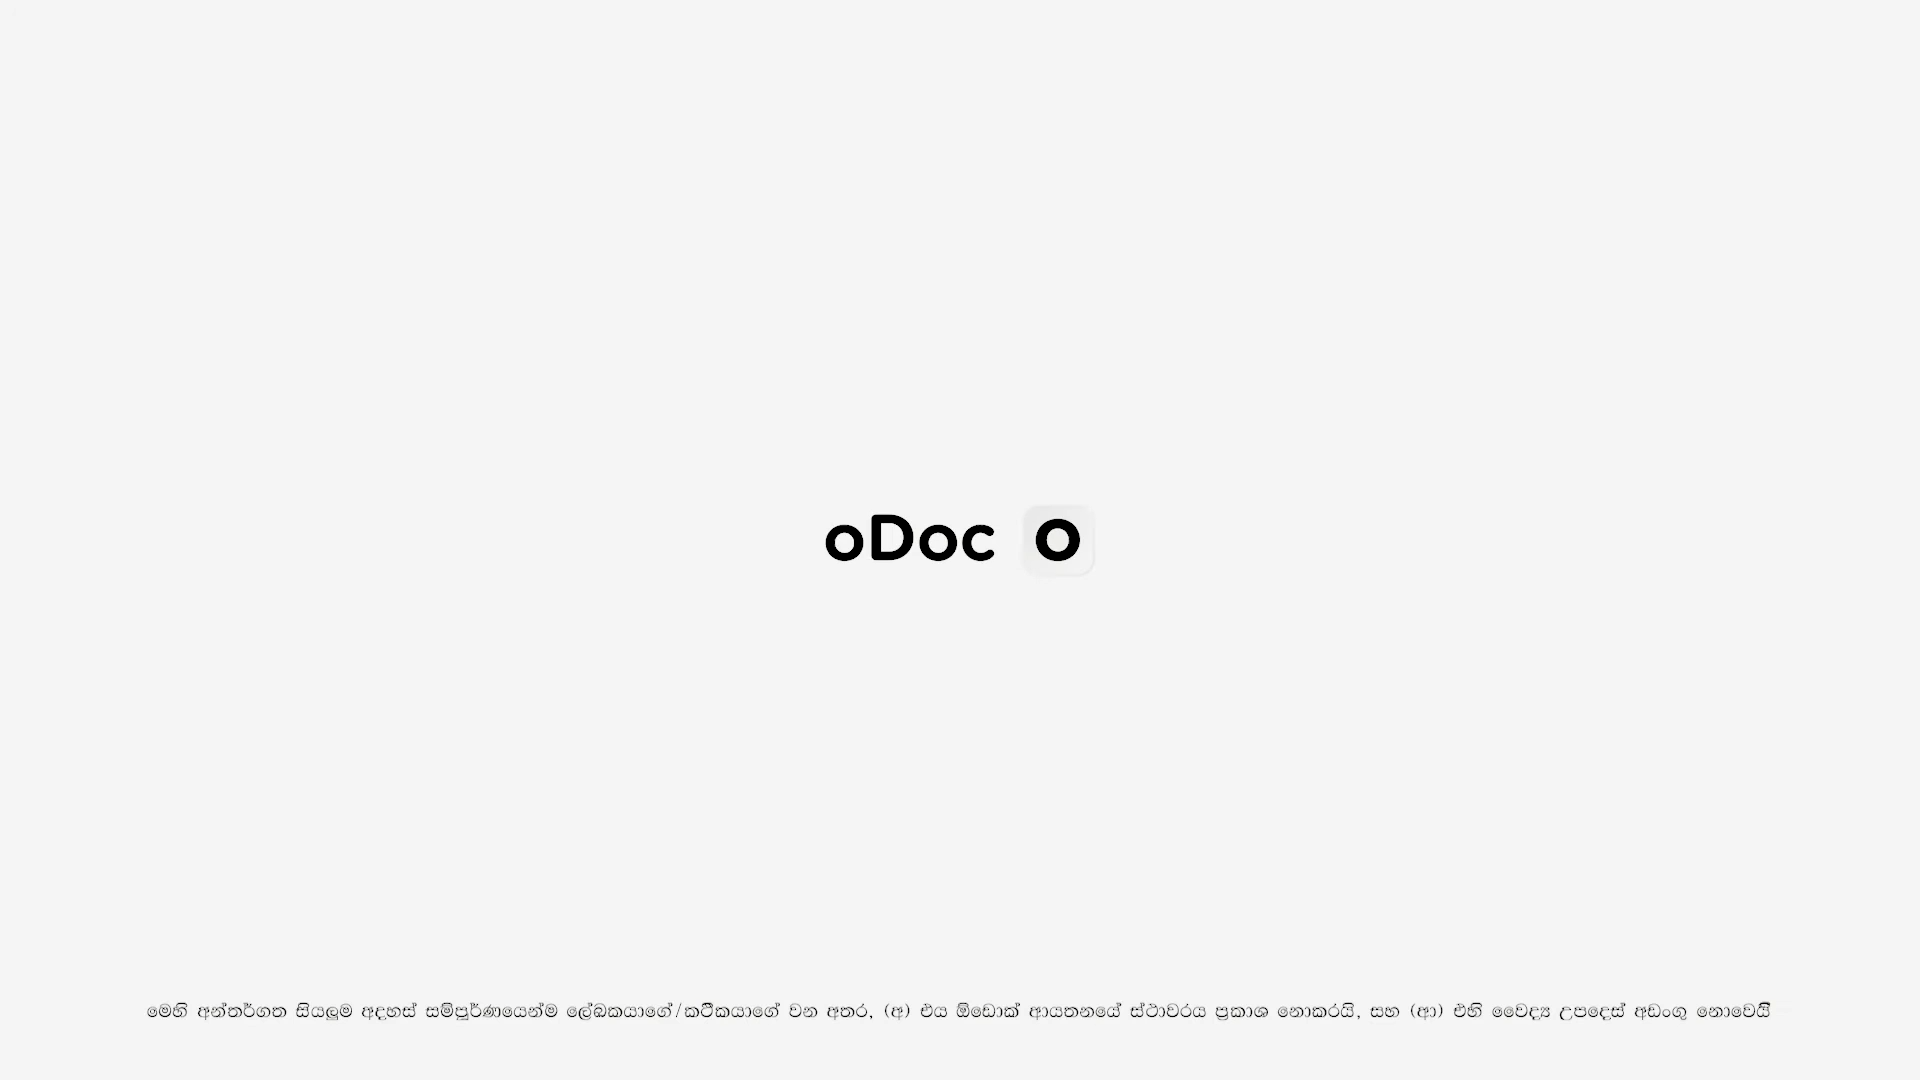 oDoc O
මෙහි අන්තර්ගත සියලුම අදහස් සම්පූර්ණයෙන්ම ලේඛකයාගේ/කථිකයාගේ වන අතර, (අ) එය ඕඩොක් ආයතනයේ ස්ථාවරය ප්‍රකාශ නොකරයි, සහ (ආ) එහි වෛද්‍ය උපදෙස් අඩංගු නොවෙයි